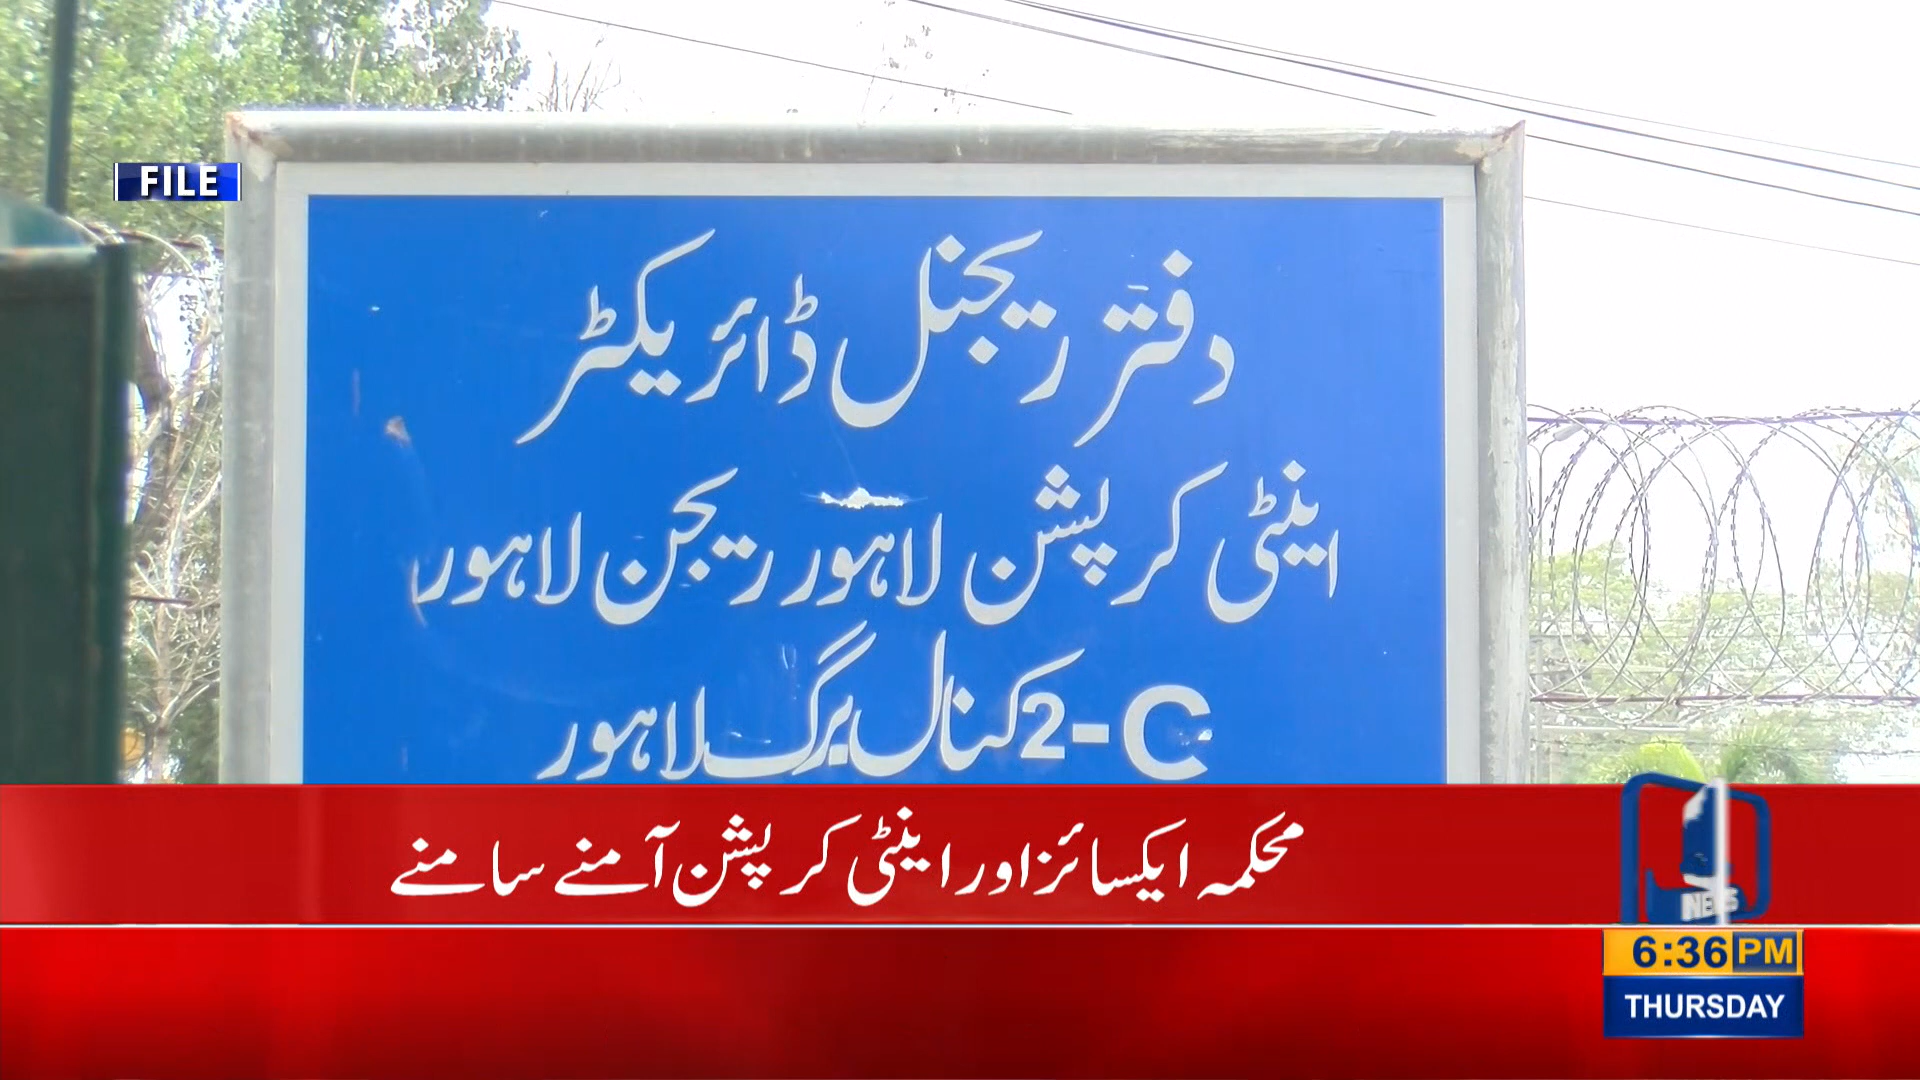 FILE
دفتر ریجنل ڈائریکٹر
اینٹی کرپشن لاہور ریجن لاہور
2-C کنال برگ لاہور
محکمہ ایکسائز اور اینٹی کرپشن آمنے سامنے
NEWS
6:36 PM
THURSDAY